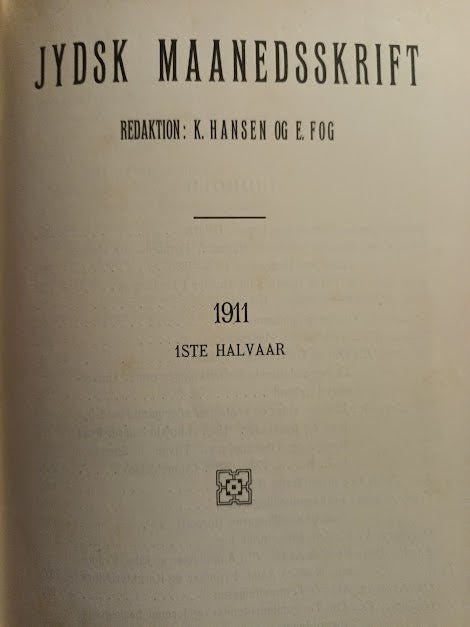 JYDSK MAANEDSSKRIFT
REDAKTION: K. HANSEN OG E. FOG
1911
1STE HALVAAR